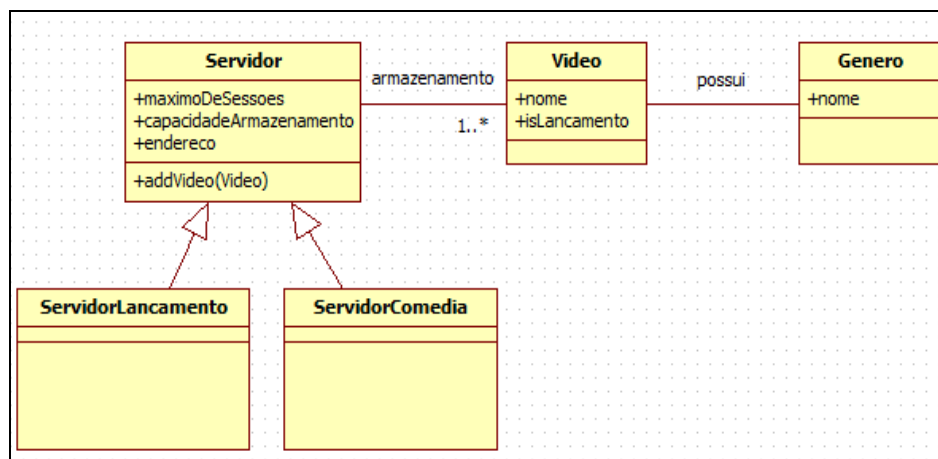 Servidor
+maximoDeSessoes
+capacidadeArmazenamento
+endereco
+addVideo(Video)
armazenamento
1..*
Video
+nome
+isLancamento
possui
Genero
+nome
ServidorLancamento
ServidorComedia